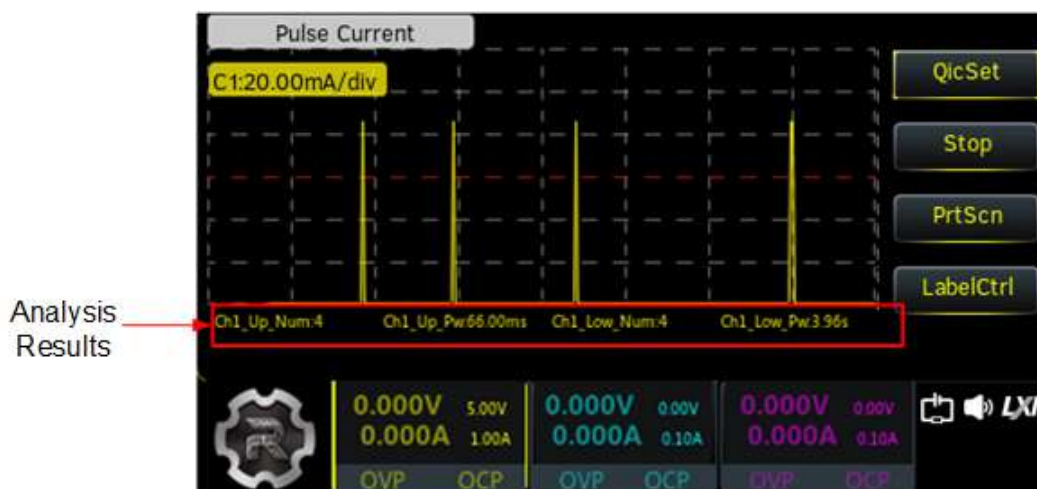 Pulse Current
C1:20.00mA/div
QicSet
Stop
PrtScn
LabelCtrl
Analysis
Results
Ch1_Up_Num:4 Ch1_Up_Pw:66.00ms Ch1_Low_Num:4 Ch1_Low_Pw:3.96s
0.000V 5.00V 0.000V 0.00V 0.000V 0.00V
0.000A 1.00A 0.000A 0.10A 0.000A 0.10A
OVP OCP OVP OCP OVP OCP
R
LXI